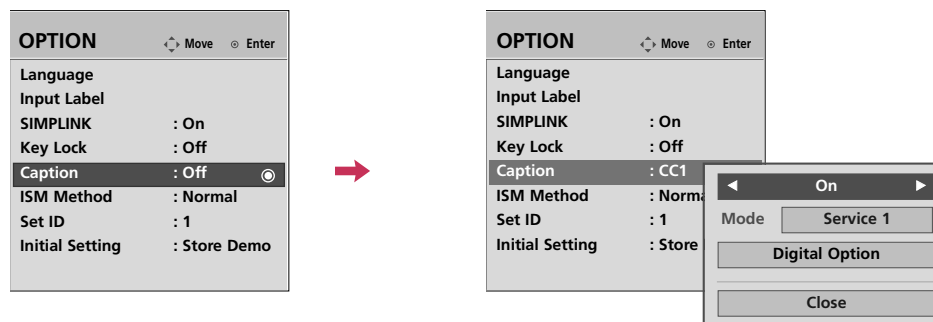 OPTION Move Enter
Language
Input Label
SIMPLINK : On
Key Lock : Off
Caption : Off
ISM Method : Normal
Set ID : 1
Initial Setting : Store Demo
OPTION Move Enter
Language
Input Label
SIMPLINK : On
Key Lock : Off
Caption : CC1
ISM Method : Norma
Set ID : 1
Initial Setting : Store
◀ On ▶
Mode Service 1
Digital Option
Close